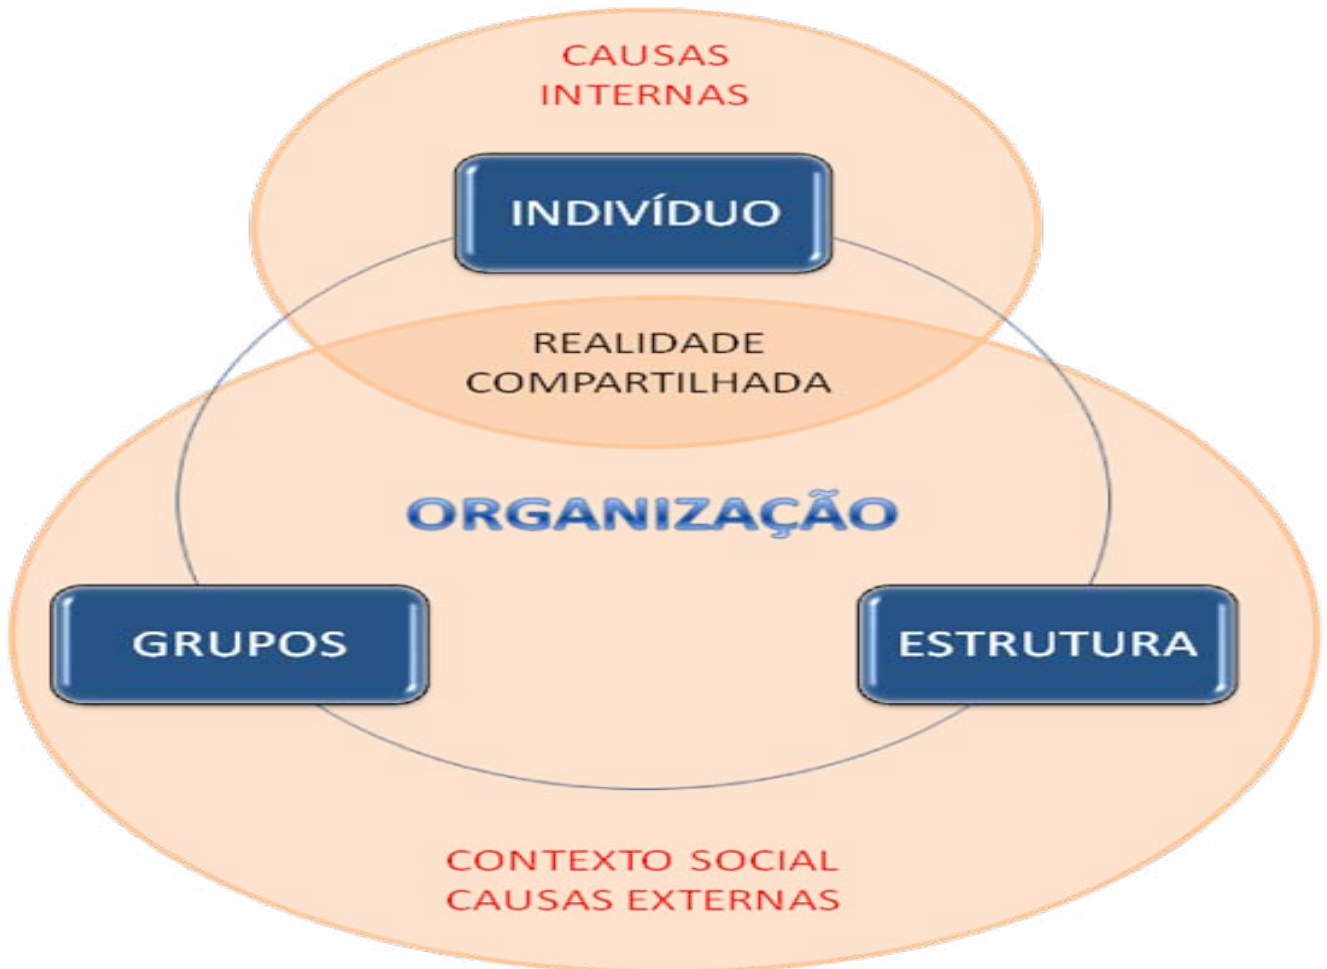 CAUSAS
INTERNAS
INDIVÍDUO
REALIDADE
COMPARTILHADA
ORGANIZAÇÃO
GRUPOS
ESTRUTURA
CONTEXTO SOCIAL
CAUSAS EXTERNAS